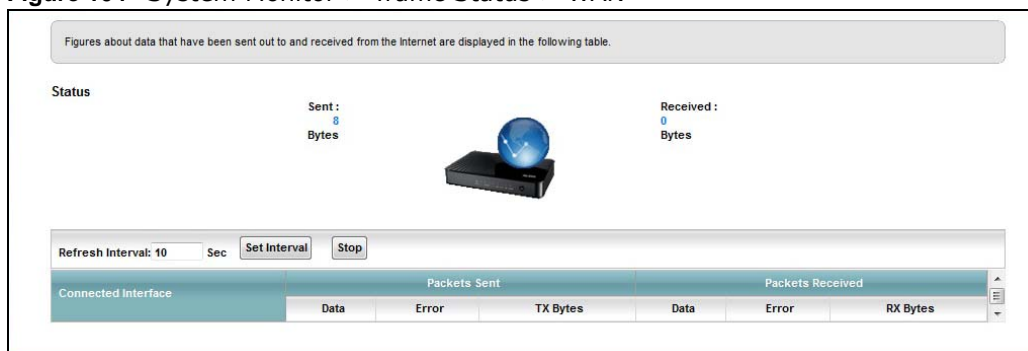 Figures about data that have been sent out to and received from the Internet are displayed in the following table.
Status
Sent :
8
Bytes
Received :
0
Bytes
Refresh Interval: 10 Sec Set Interval Stop
Connected Interface
Packets Sent
Packets Received
Data Error TX Bytes Data Error RX Bytes